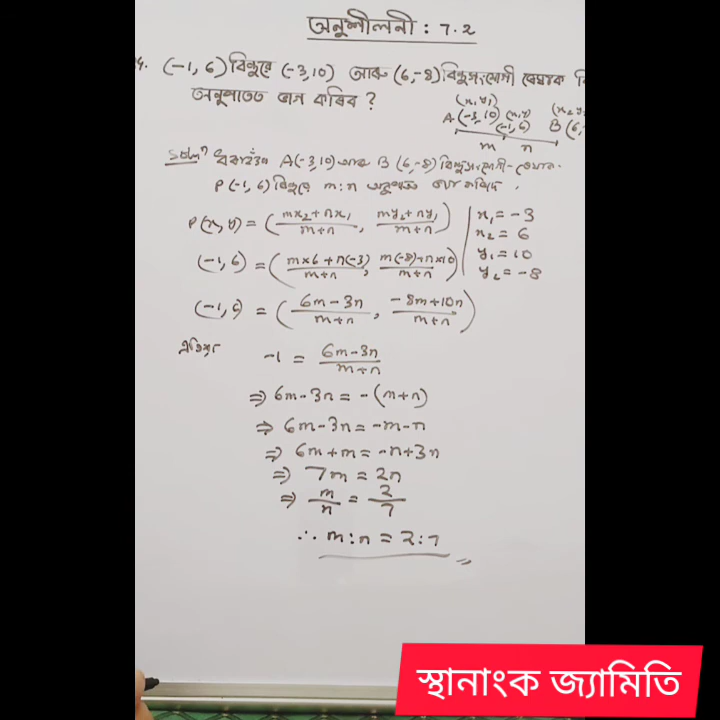 অনুশীলনী : 7.2
4. (-1, 6) বিন্দুৱে (-3,10) আৰু (6,-8) বিন্দুসংযোগী ৰেখাক
অনুপাতত ভাগ কৰিব ?
(x₁, y₁)
A (-3,10) (x,y) (-1,6) B (6,
m n
Solⁿ A(-3,10) আৰু B (6,-8) বিন্দুসংযোগী
P(-1,6) বিন্দুৱে m:n অনুপাতত
P(x,y) = (mx₂+nx₁/m+n, my₂+ny₁/m+n)
x₁ = -3
x₂ = 6
y₁ = 10
y₂ = -8
(-1,6) = (m×6+n(-3)/m+n, m(-8)+n×10/m+n)
(-1,6) = (6m-3n/m+n, -8m+10n/m+n)
-1 = 6m-3n/m+n
⇒ 6m-3n = -(m+n)
⇒ 6m-3n = -m-n
⇒ 6m+m = -n+3n
⇒ 7m = 2n
⇒ m/n = 2/7
∴ m:n = 2:7
স্থানাংক জ্যামিতি